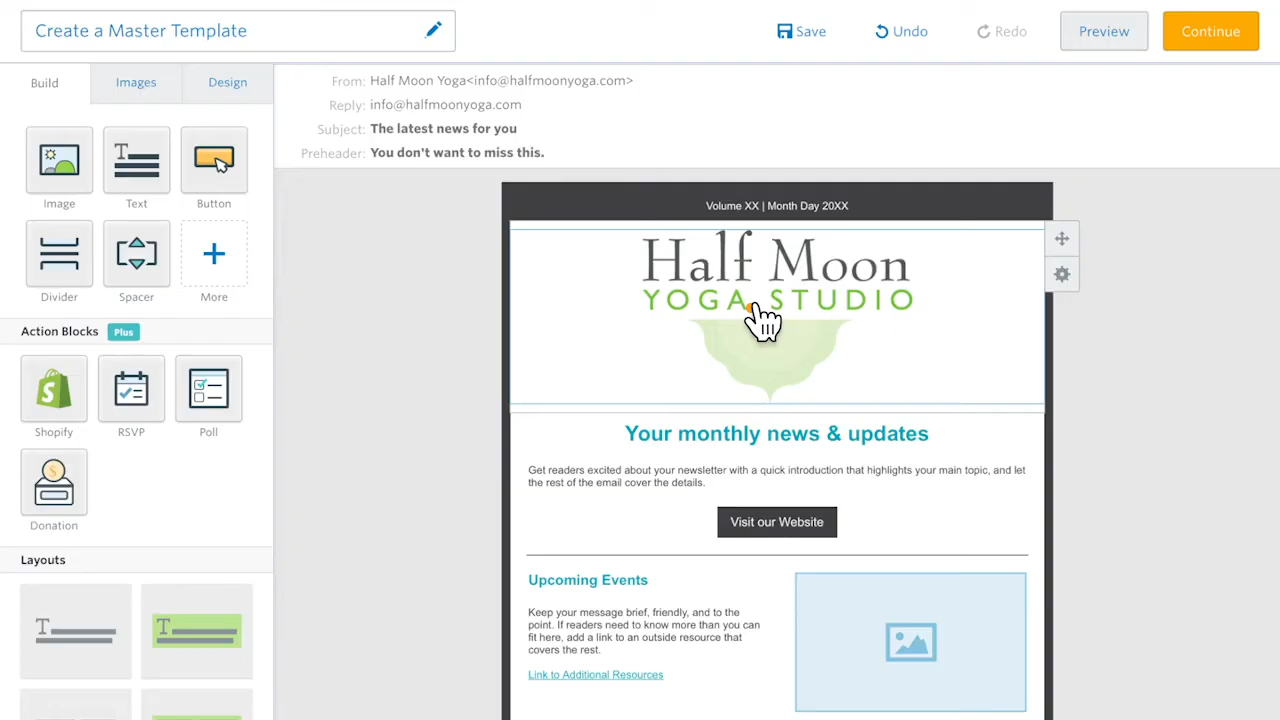 Create a Master Template
Save
Undo
Redo
Preview
Continue
Build
Images
Design
From: Half Moon Yoga<info@halfmoonyoga.com>
Reply: info@halfmoonyoga.com
Subject: The latest news for you
Preheader: You don't want to miss this.
Image
Text
Button
Divider
Spacer
More
Action Blocks Plus
Shopify
RSVP
Poll
Donation
Layouts
Volume XX | Month Day 20XX
Half Moon
YOGA STUDIO
Your monthly news & updates
Get readers excited about your newsletter with a quick introduction that highlights your main topic, and let
the rest of the email cover the details.
Visit our Website
Upcoming Events
Keep your message brief, friendly, and to the
point. If readers need to know more than you can
fit here, add a link to an outside resource that
covers the rest.
Link to Additional Resources